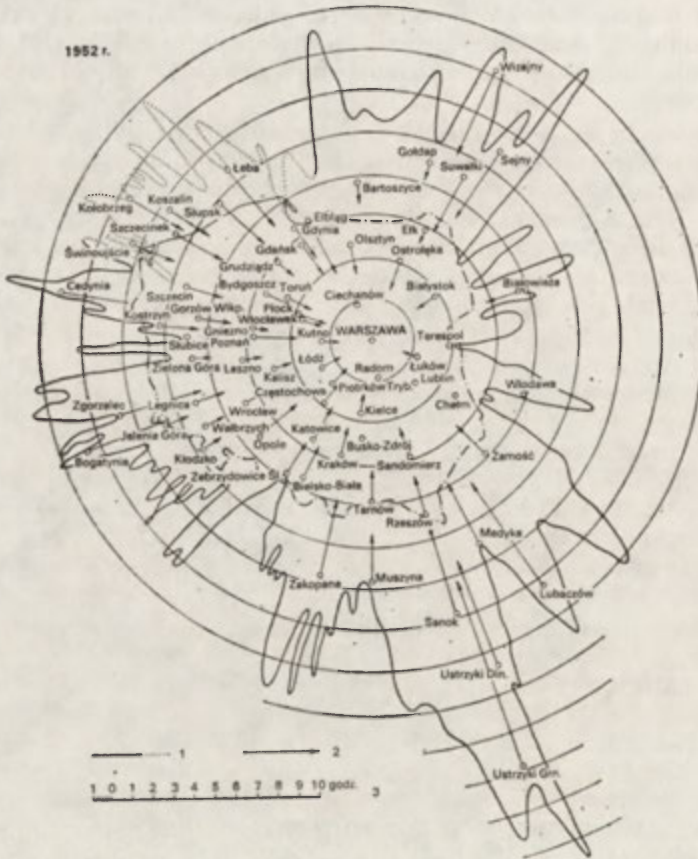 1952 r.
Wiżajny
Gołdap
Suwałki
Sejny
Łeba
Bartoszyce
Kołobrzeg
Koszalin
Słupsk
Szczecinek
Elbląg
Gdynia
Ełk
Świnoujście
Gdańsk
Olsztyn
Ostrołęka
Cedynia
Grudziądz
Szczecin
Bydgoszcz
Toruń
Białystok
Białowieża
Gorzów Wlkp.
Płock
Ciechanów
Kostrzyn
Włocławek
Gniezno
Słubice
Poznań
Kutno
WARSZAWA
Terespol
Zielona Góra
Leszno
Łódź
Radom
Łuków
Kalisz
Piotrków Tryb.
Lublin
Włodawa
Zgorzelec
Legnica
Częstochowa
Chełm
Wrocław
Kielce
Jelenia Góra
Wałbrzych
Katowice
Bogatynia
Opole
Busko-Zdrój
Zamość
Kłodzko
Kraków
Sandomierz
Zebrzydowice Śl.
Bielsko-Biała
Tarnów
Rzeszów
Medyka
Zakopane
Muszyna
Lubaczów
Sanok
Ustrzyki Dln.
Ustrzyki Grn.
1
2
1 0 1 2 3 4 5 6 7 8 9 10 godz.
3